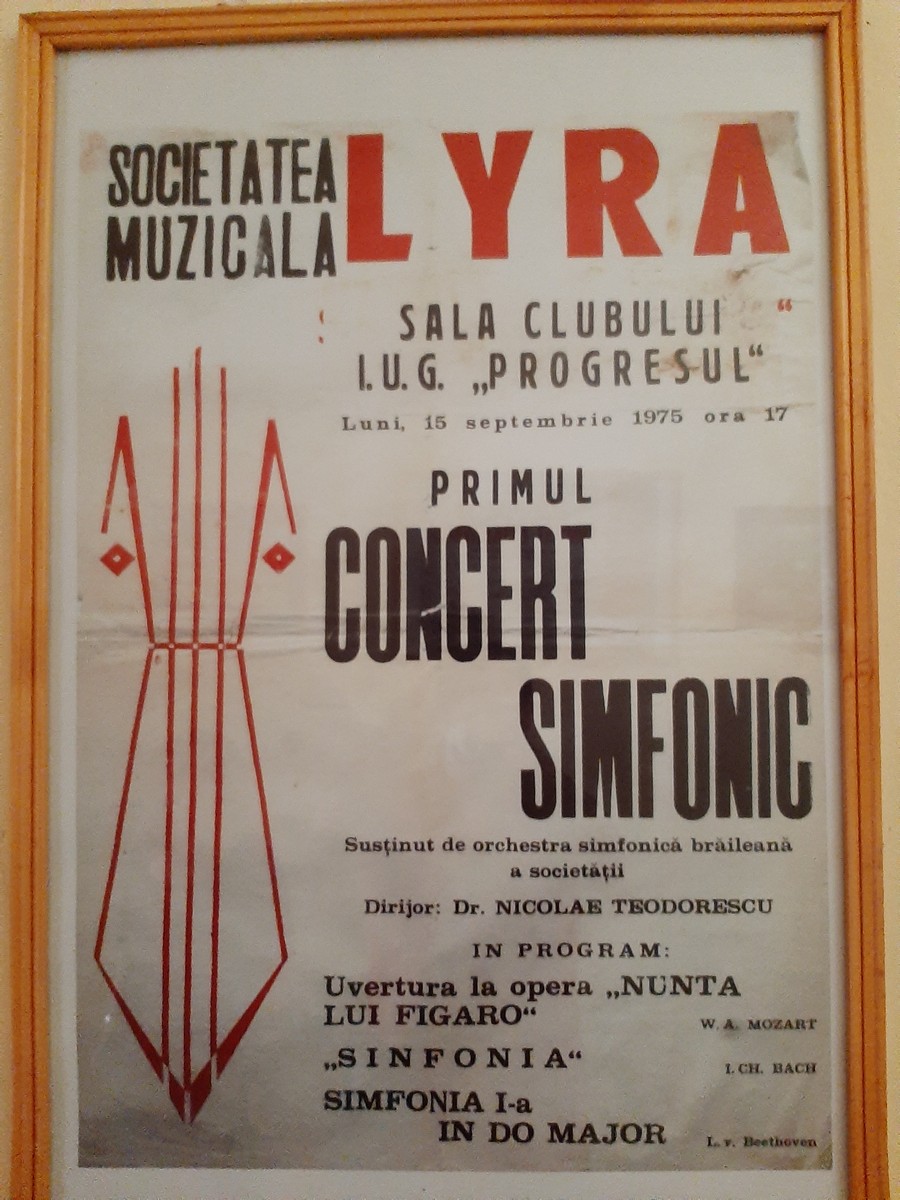 SOCIETATEA
MUZICALA
LYRA
SALA CLUBULUI “
I.U.G. „PROGRESUL“
Luni, 15 septembrie 1975 ora 17
PRIMUL
CONCERT
SIMFONIC
Susținut de orchestra simfonică brăileană
a societății
Dirijor: Dr. NICOLAE TEODORESCU
IN PROGRAM:
Uvertura la opera „NUNTA
LUI FIGARO“
W. A. MOZART
„SINFONIA“
I. CH. BACH
SIMFONIA I-a
IN DO MAJOR
L. v. Beethoven